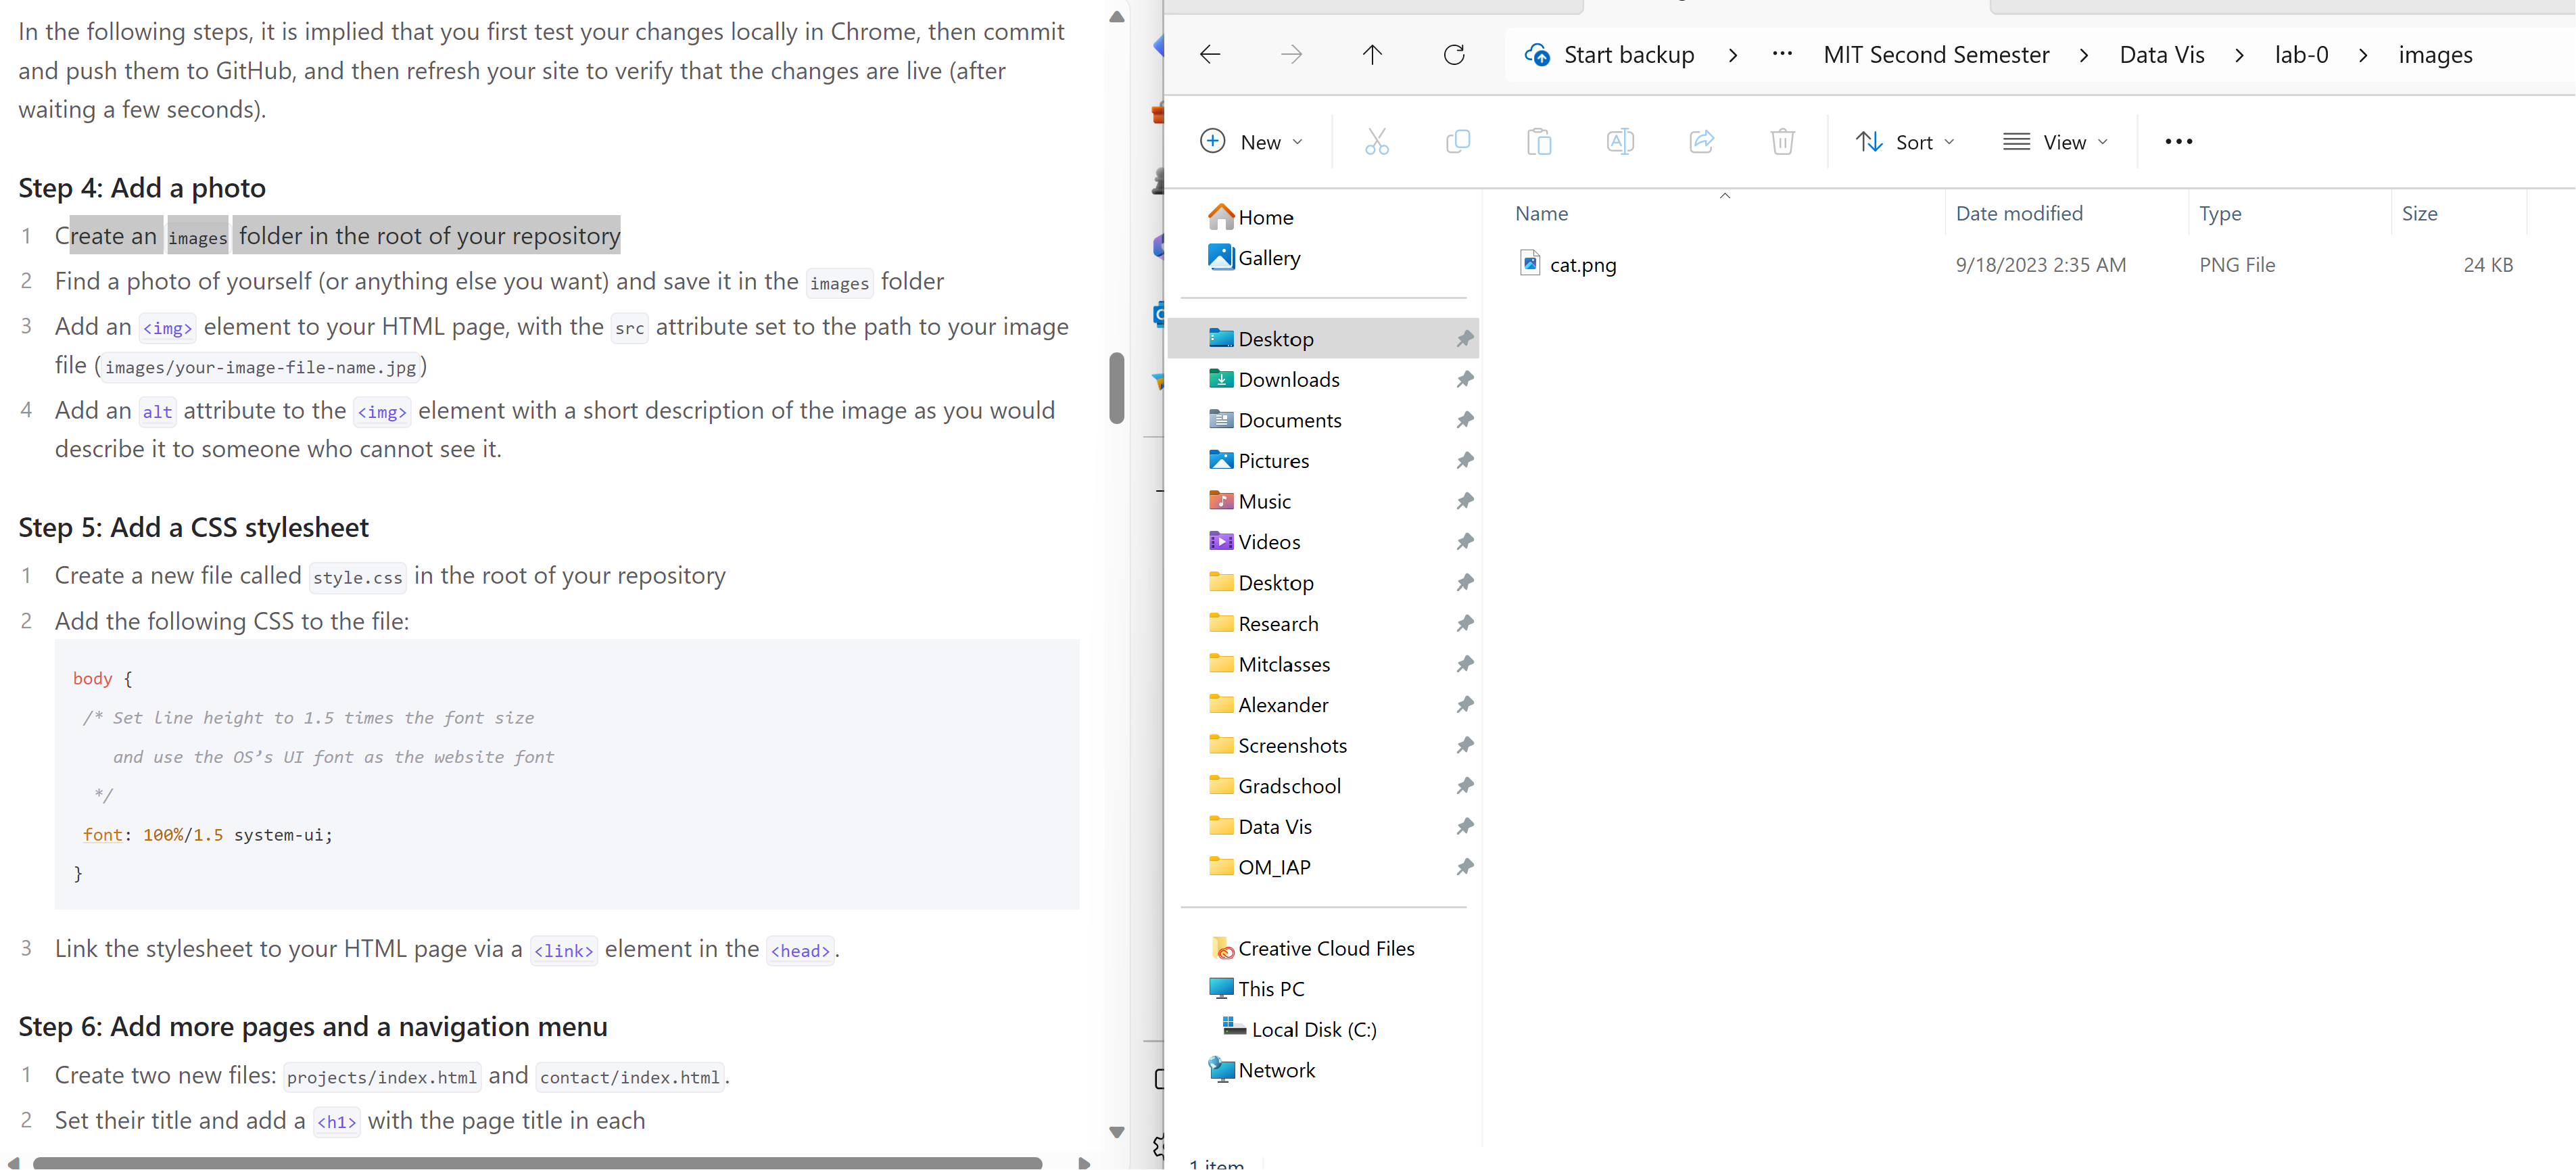 In the following steps, it is implied that you first test your changes locally in Chrome, then commit
and push them to GitHub, and then refresh your site to verify that the changes are live (after
waiting a few seconds).
Step 4: Add a photo
1 Create an images folder in the root of your repository
2 Find a photo of yourself (or anything else you want) and save it in the images folder
3 Add an <img> element to your HTML page, with the src attribute set to the path to your image
file (images/your-image-file-name.jpg)
4 Add an alt attribute to the <img> element with a short description of the image as you would
describe it to someone who cannot see it.
Step 5: Add a CSS stylesheet
1 Create a new file called style.css in the root of your repository
2 Add the following CSS to the file:
body {
/* Set line height to 1.5 times the font size
and use the OS’s UI font as the website font
*/
font: 100%/1.5 system-ui;
}
3 Link the stylesheet to your HTML page via a <link> element in the <head>.
Step 6: Add more pages and a navigation menu
1 Create two new files: projects/index.html and contact/index.html.
2 Set their title and add a <h1> with the page title in each
Start backup > ··· MIT Second Semester > Data Vis > lab-0 > images
New Sort View ···
Home
Gallery
Desktop
Downloads
Documents
Pictures
Music
Videos
Desktop
Research
Mitclasses
Alexander
Screenshots
Gradschool
Data Vis
OM_IAP
Creative Cloud Files
This PC
Local Disk (C:)
Network
Name Date modified Type Size
cat.png 9/18/2023 2:35 AM PNG File 24 KB
1 item